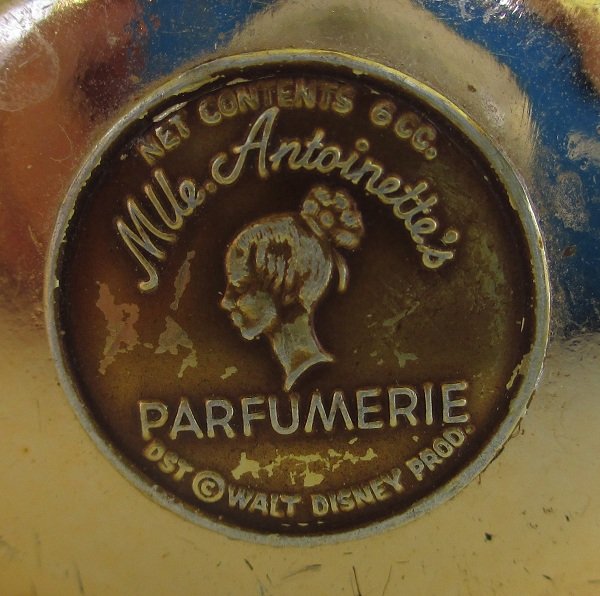 NET CONTENTS 6CC.
Mlle. Antoinette's
PARFUMERIE
DST © WALT DISNEY PROD.